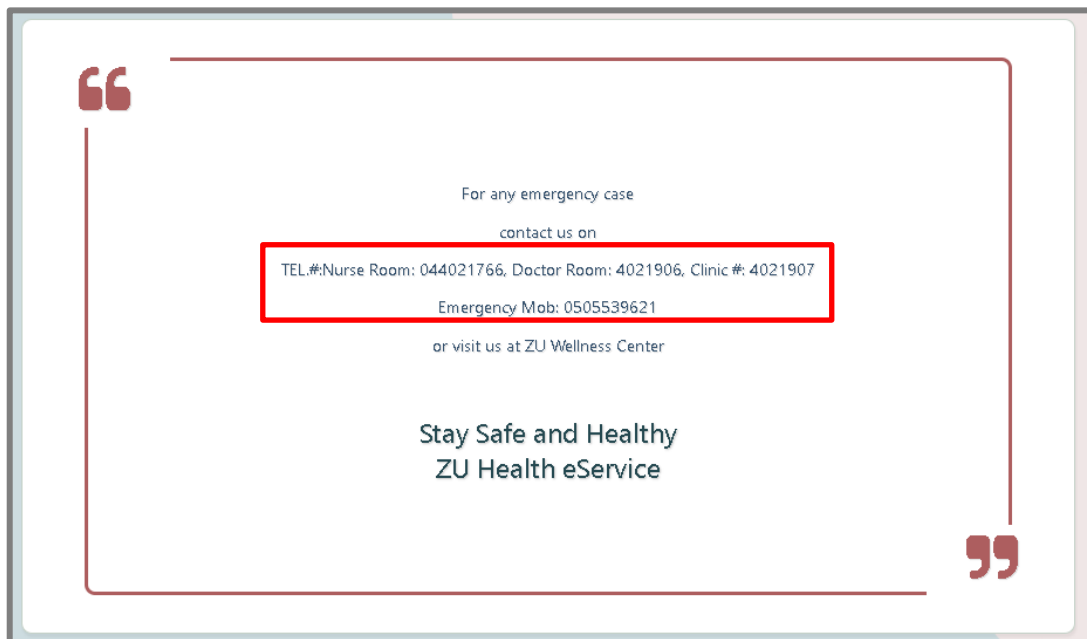 For any emergency case
contact us on
TEL.#:Nurse Room: 044021766, Doctor Room: 4021906, Clinic #: 4021907
Emergency Mob: 0505539621
or visit us at ZU Wellness Center
Stay Safe and Healthy
ZU Health eService